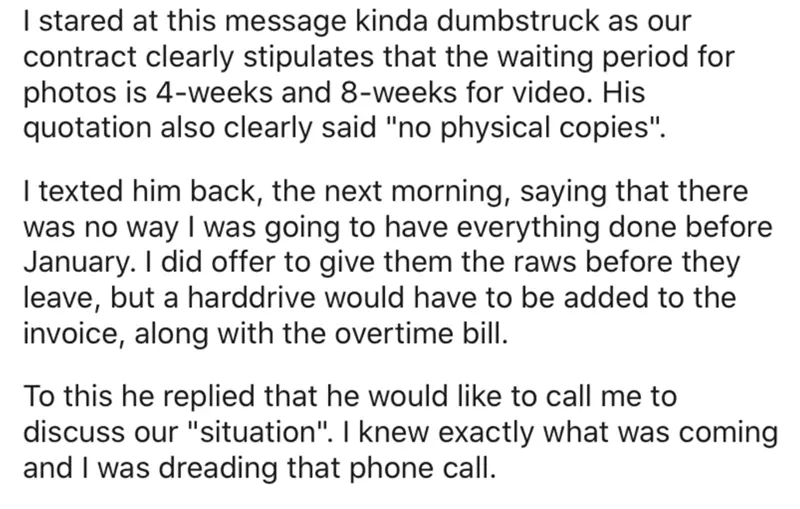 I stared at this message kinda dumbstruck as our
contract clearly stipulates that the waiting period for
photos is 4-weeks and 8-weeks for video. His
quotation also clearly said "no physical copies".
I texted him back, the next morning, saying that there
was no way I was going to have everything done before
January. I did offer to give them the raws before they
leave, but a harddrive would have to be added to the
invoice, along with the overtime bill.
To this he replied that he would like to call me to
discuss our "situation". I knew exactly what was coming
and I was dreading that phone call.